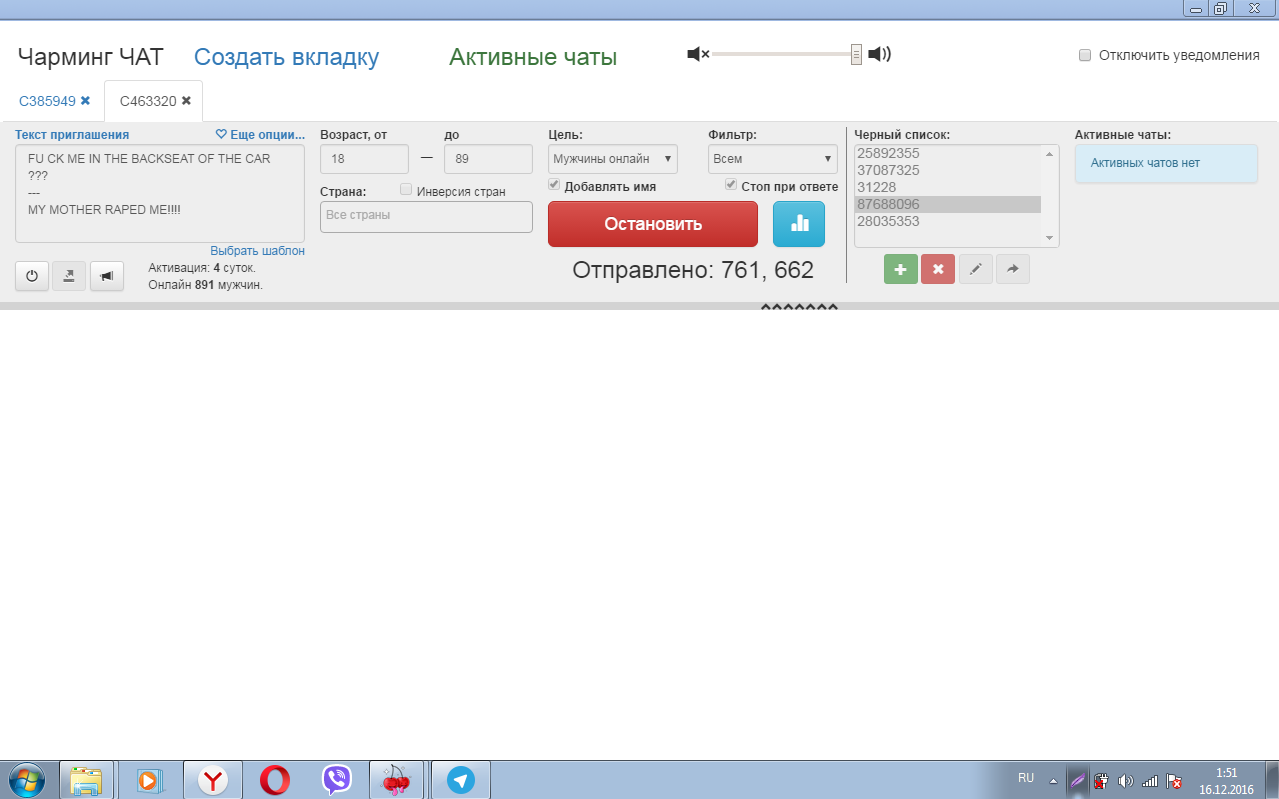 Чарминг ЧАТ Создать вкладку Активные чаты Отключить уведомления
C385949 C463320
Текст приглашения Еще опции... Возраст, от до Цель: Фильтр: Черный список: Активные чаты:
FU CK ME IN THE BACKSEAT OF THE CAR
???
---
MY MOTHER RAPED ME!!!!
Выбрать шаблон
Активация: 4 суток.
Онлайн 891 мужчин.
18 — 89
Страна: Инверсия стран
Все страны
Мужчины онлайн Всем
Добавлять имя Стоп при ответе
Остановить
Отправлено: 761, 662
25892355
37087325
31228
87688096
28035353
Активных чатов нет
RU 1:51
16.12.2016